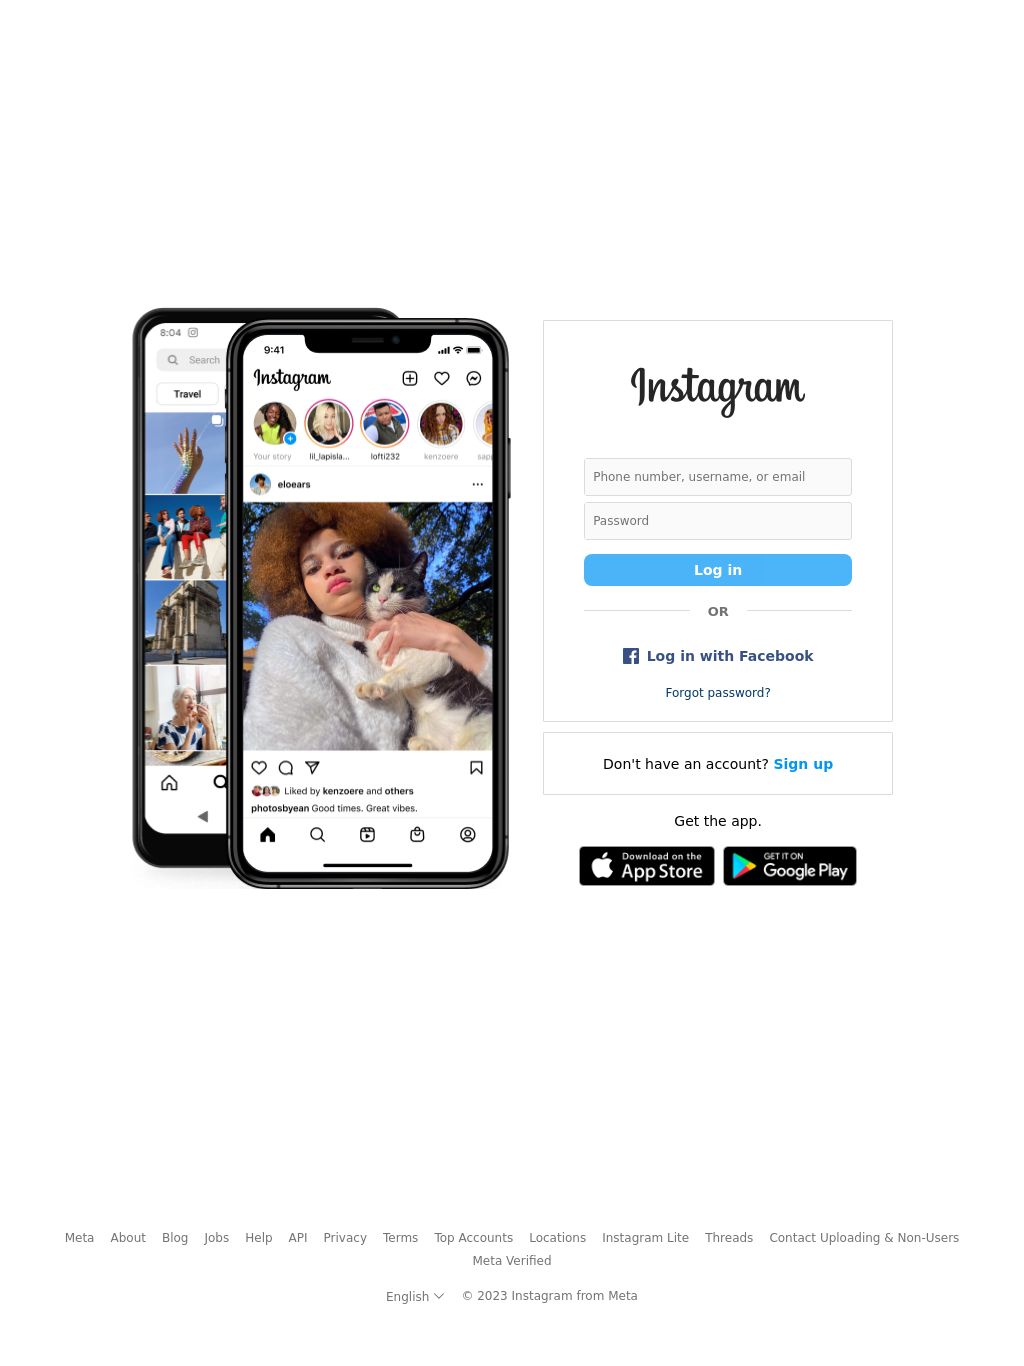 8:04
Search
Travel
9:41
Instagram
Your story
lil_lapisla...
lofti232
kenzoere
sapp
eloears
Liked by kenzoere and others
photosbyean Good times. Great vibes.
Instagram
Phone number, username, or email
Password
Log in
OR
Log in with Facebook
Forgot password?
Don't have an account? Sign up
Get the app.
Download on the
App Store
GET IT ON
Google Play
Meta About Blog Jobs Help API Privacy Terms Top Accounts Locations Instagram Lite Threads Contact Uploading & Non-Users
Meta Verified
English © 2023 Instagram from Meta